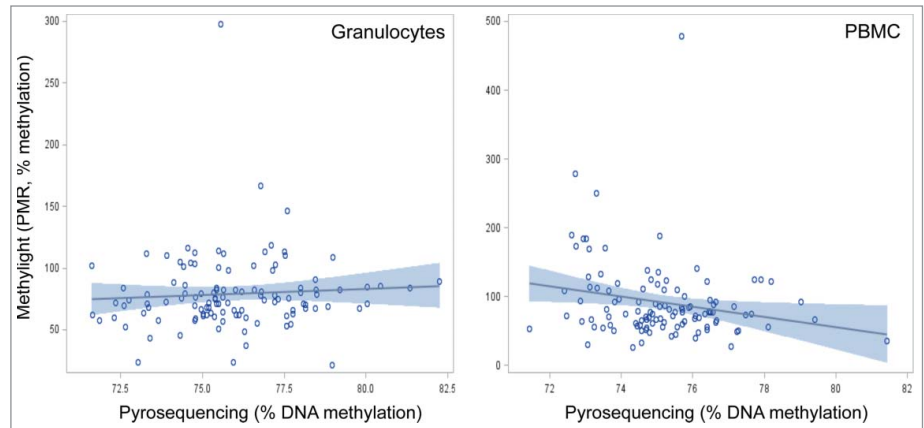 Granulocytes
PBMC
Methylight (PMR, % methylation)
300
250
200
150
100
50
500
400
300
200
100
0
72.5 75.0 77.5 80.0 82.5
72 74 76 78 80 82
Pyrosequencing (% DNA methylation)
Pyrosequencing (% DNA methylation)